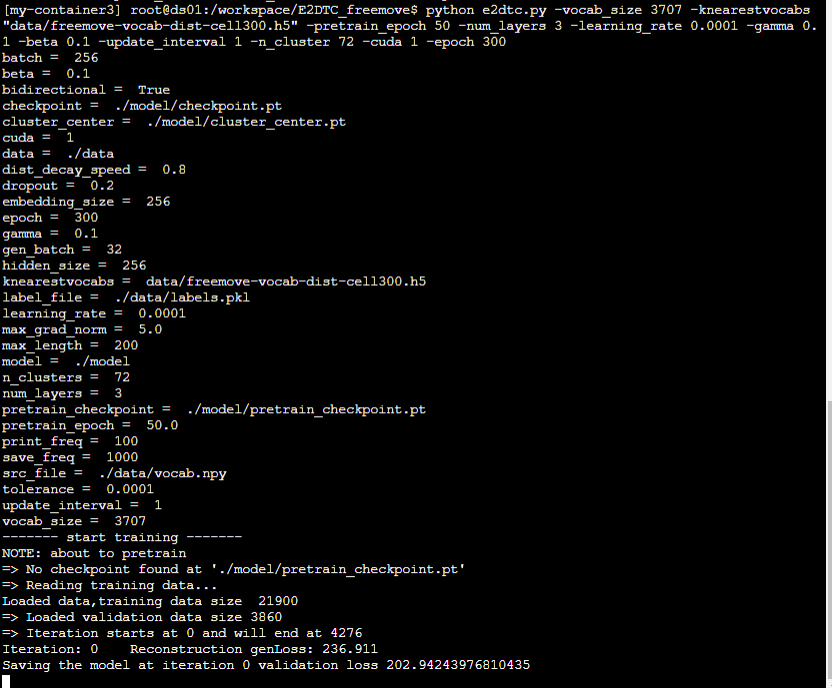 [my-container3] root@ds01:/workspace/E2DTC_freemove$ python e2dtc.py -vocab_size 3707 -knearestvocabs
"data/freemove-vocab-dist-cell300.h5" -pretrain_epoch 50 -num_layers 3 -learning_rate 0.0001 -gamma 0.
1 -beta 0.1 -update_interval 1 -n_cluster 72 -cuda 1 -epoch 300
batch =  256
beta =  0.1
bidirectional =  True
checkpoint =  ./model/checkpoint.pt
cluster_center =  ./model/cluster_center.pt
cuda =  1
data =  ./data
dist_decay_speed =  0.8
dropout =  0.2
embedding_size =  256
epoch =  300
gamma =  0.1
gen_batch =  32
hidden_size =  256
knearestvocabs =  data/freemove-vocab-dist-cell300.h5
label_file =  ./data/labels.pkl
learning_rate =  0.0001
max_grad_norm =  5.0
max_length =  200
model =  ./model
n_clusters =  72
num_layers =  3
pretrain_checkpoint =  ./model/pretrain_checkpoint.pt
pretrain_epoch =  50.0
print_freq =  100
save_freq =  1000
src_file =  ./data/vocab.npy
tolerance =  0.0001
update_interval =  1
vocab_size =  3707
------- start training -------
NOTE: about to pretrain
=> No checkpoint found at './model/pretrain_checkpoint.pt'
=> Reading training data...
Loaded data,training data size  21900
=> Loaded validation data size 3860
=> Iteration starts at 0 and will end at 4276
Iteration: 0    Reconstruction genLoss: 236.911
Saving the model at iteration 0 validation loss 202.94243976810435